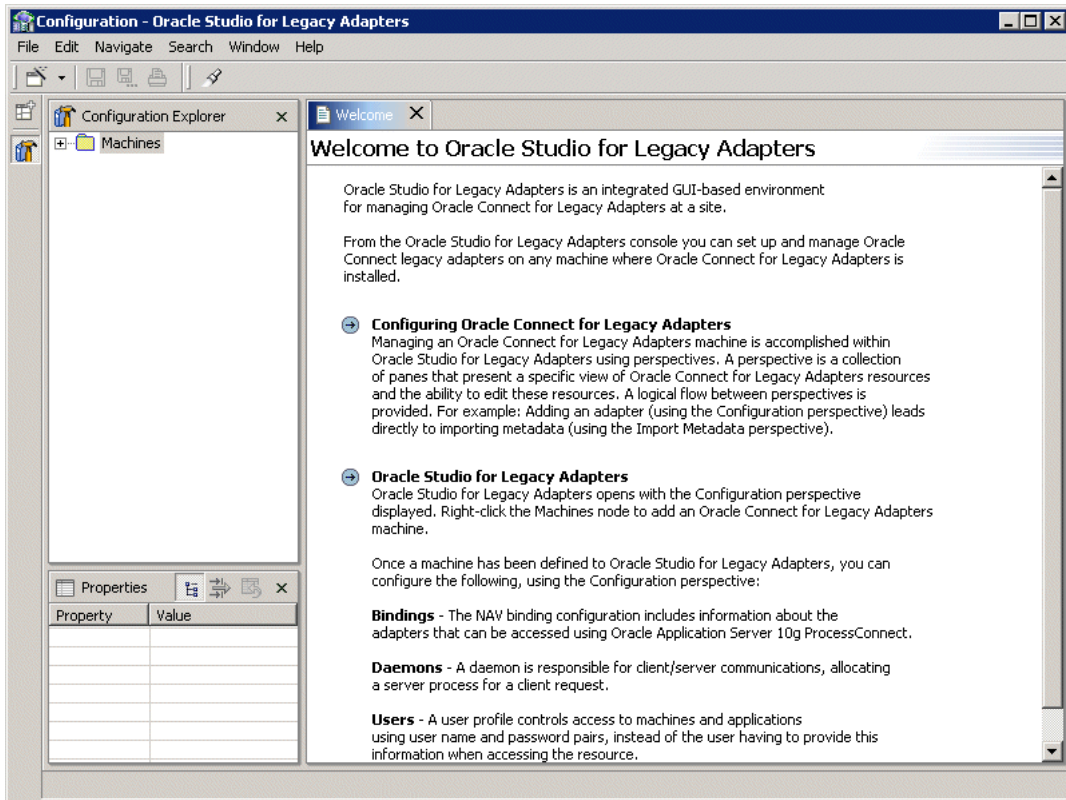 Configuration - Oracle Studio for Legacy Adapters
File Edit Navigate Search Window Help
Configuration Explorer
Machines
Welcome
Welcome to Oracle Studio for Legacy Adapters
Oracle Studio for Legacy Adapters is an integrated GUI-based environment
for managing Oracle Connect for Legacy Adapters at a site.
From the Oracle Studio for Legacy Adapters console you can set up and manage Oracle
Connect legacy adapters on any machine where Oracle Connect for Legacy Adapters is
installed.
Configuring Oracle Connect for Legacy Adapters
Managing an Oracle Connect for Legacy Adapters machine is accomplished within
Oracle Studio for Legacy Adapters using perspectives. A perspective is a collection
of panes that present a specific view of Oracle Connect for Legacy Adapters resources
and the ability to edit these resources. A logical flow between perspectives is
provided. For example: Adding an adapter (using the Configuration perspective) leads
directly to importing metadata (using the Import Metadata perspective).
Oracle Studio for Legacy Adapters
Oracle Studio for Legacy Adapters opens with the Configuration perspective
displayed. Right-click the Machines node to add an Oracle Connect for Legacy Adapters
machine.
Once a machine has been defined to Oracle Studio for Legacy Adapters, you can
configure the following, using the Configuration perspective:
Bindings - The NAV binding configuration includes information about the
adapters that can be accessed using Oracle Application Server 10g ProcessConnect.
Daemons - A daemon is responsible for client/server communications, allocating
a server process for a client request.
Users - A user profile controls access to machines and applications
using user name and password pairs, instead of the user having to provide this
information when accessing the resource.
Properties
Property Value